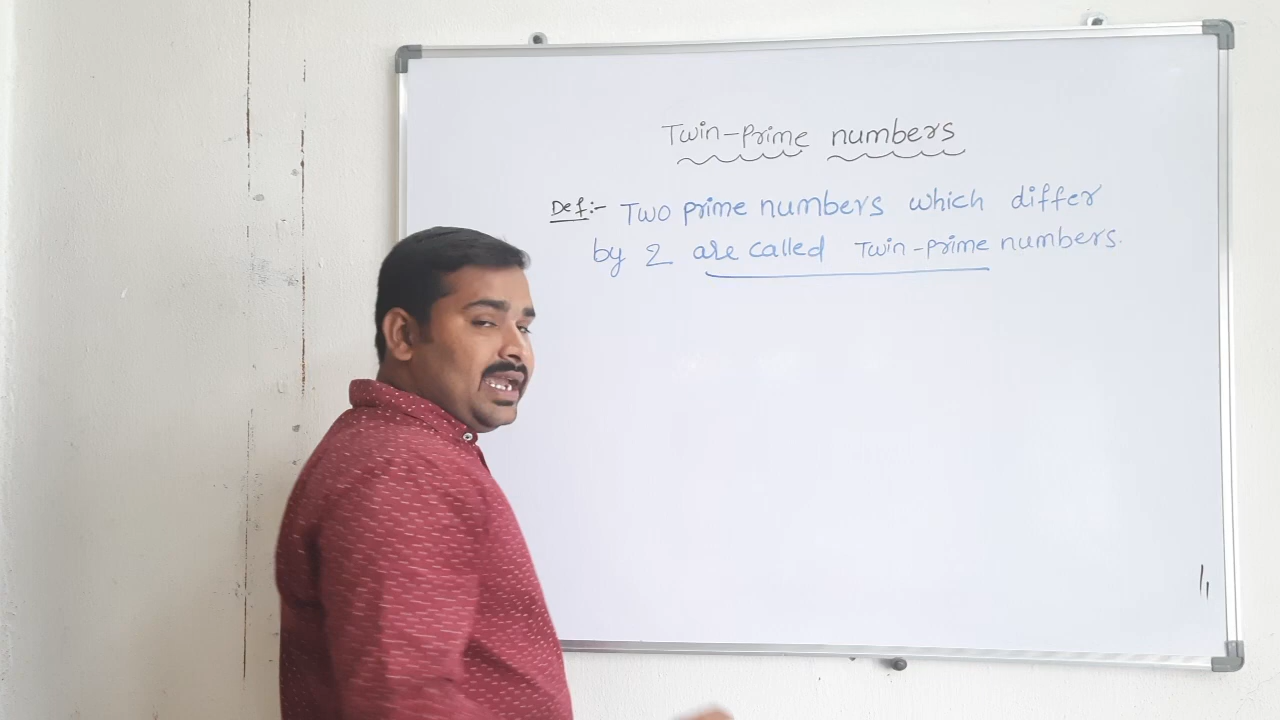 Twin-Prime numbers
Def:- Two prime numbers which differ
by 2 are called Twin-prime numbers.